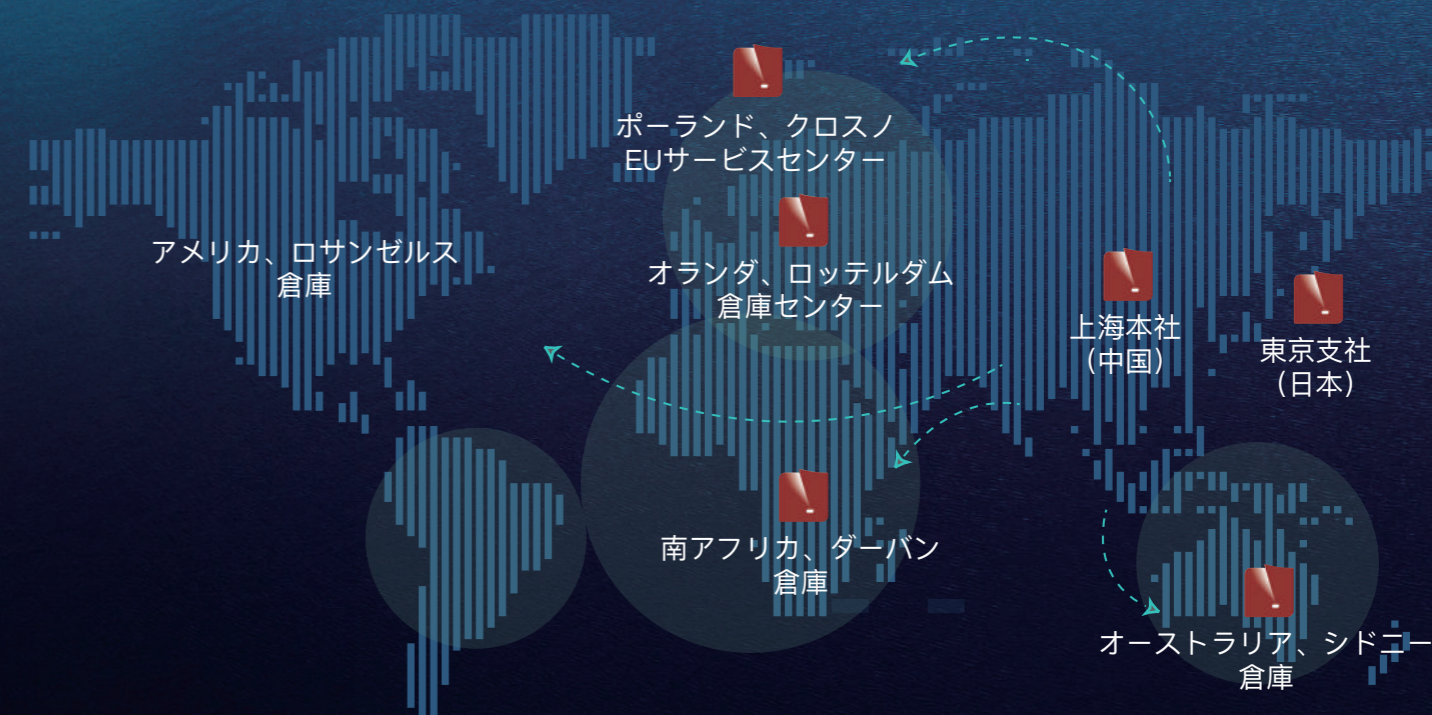 ポーランド、クロスノ
EUサービスセンター
アメリカ、ロサンゼルス
倉庫
オランダ、ロッテルダム
倉庫センター
上海本社
（中国）
東京支社
（日本）
南アフリカ、ダーバン
倉庫
オーストラリア、シドニー
倉庫